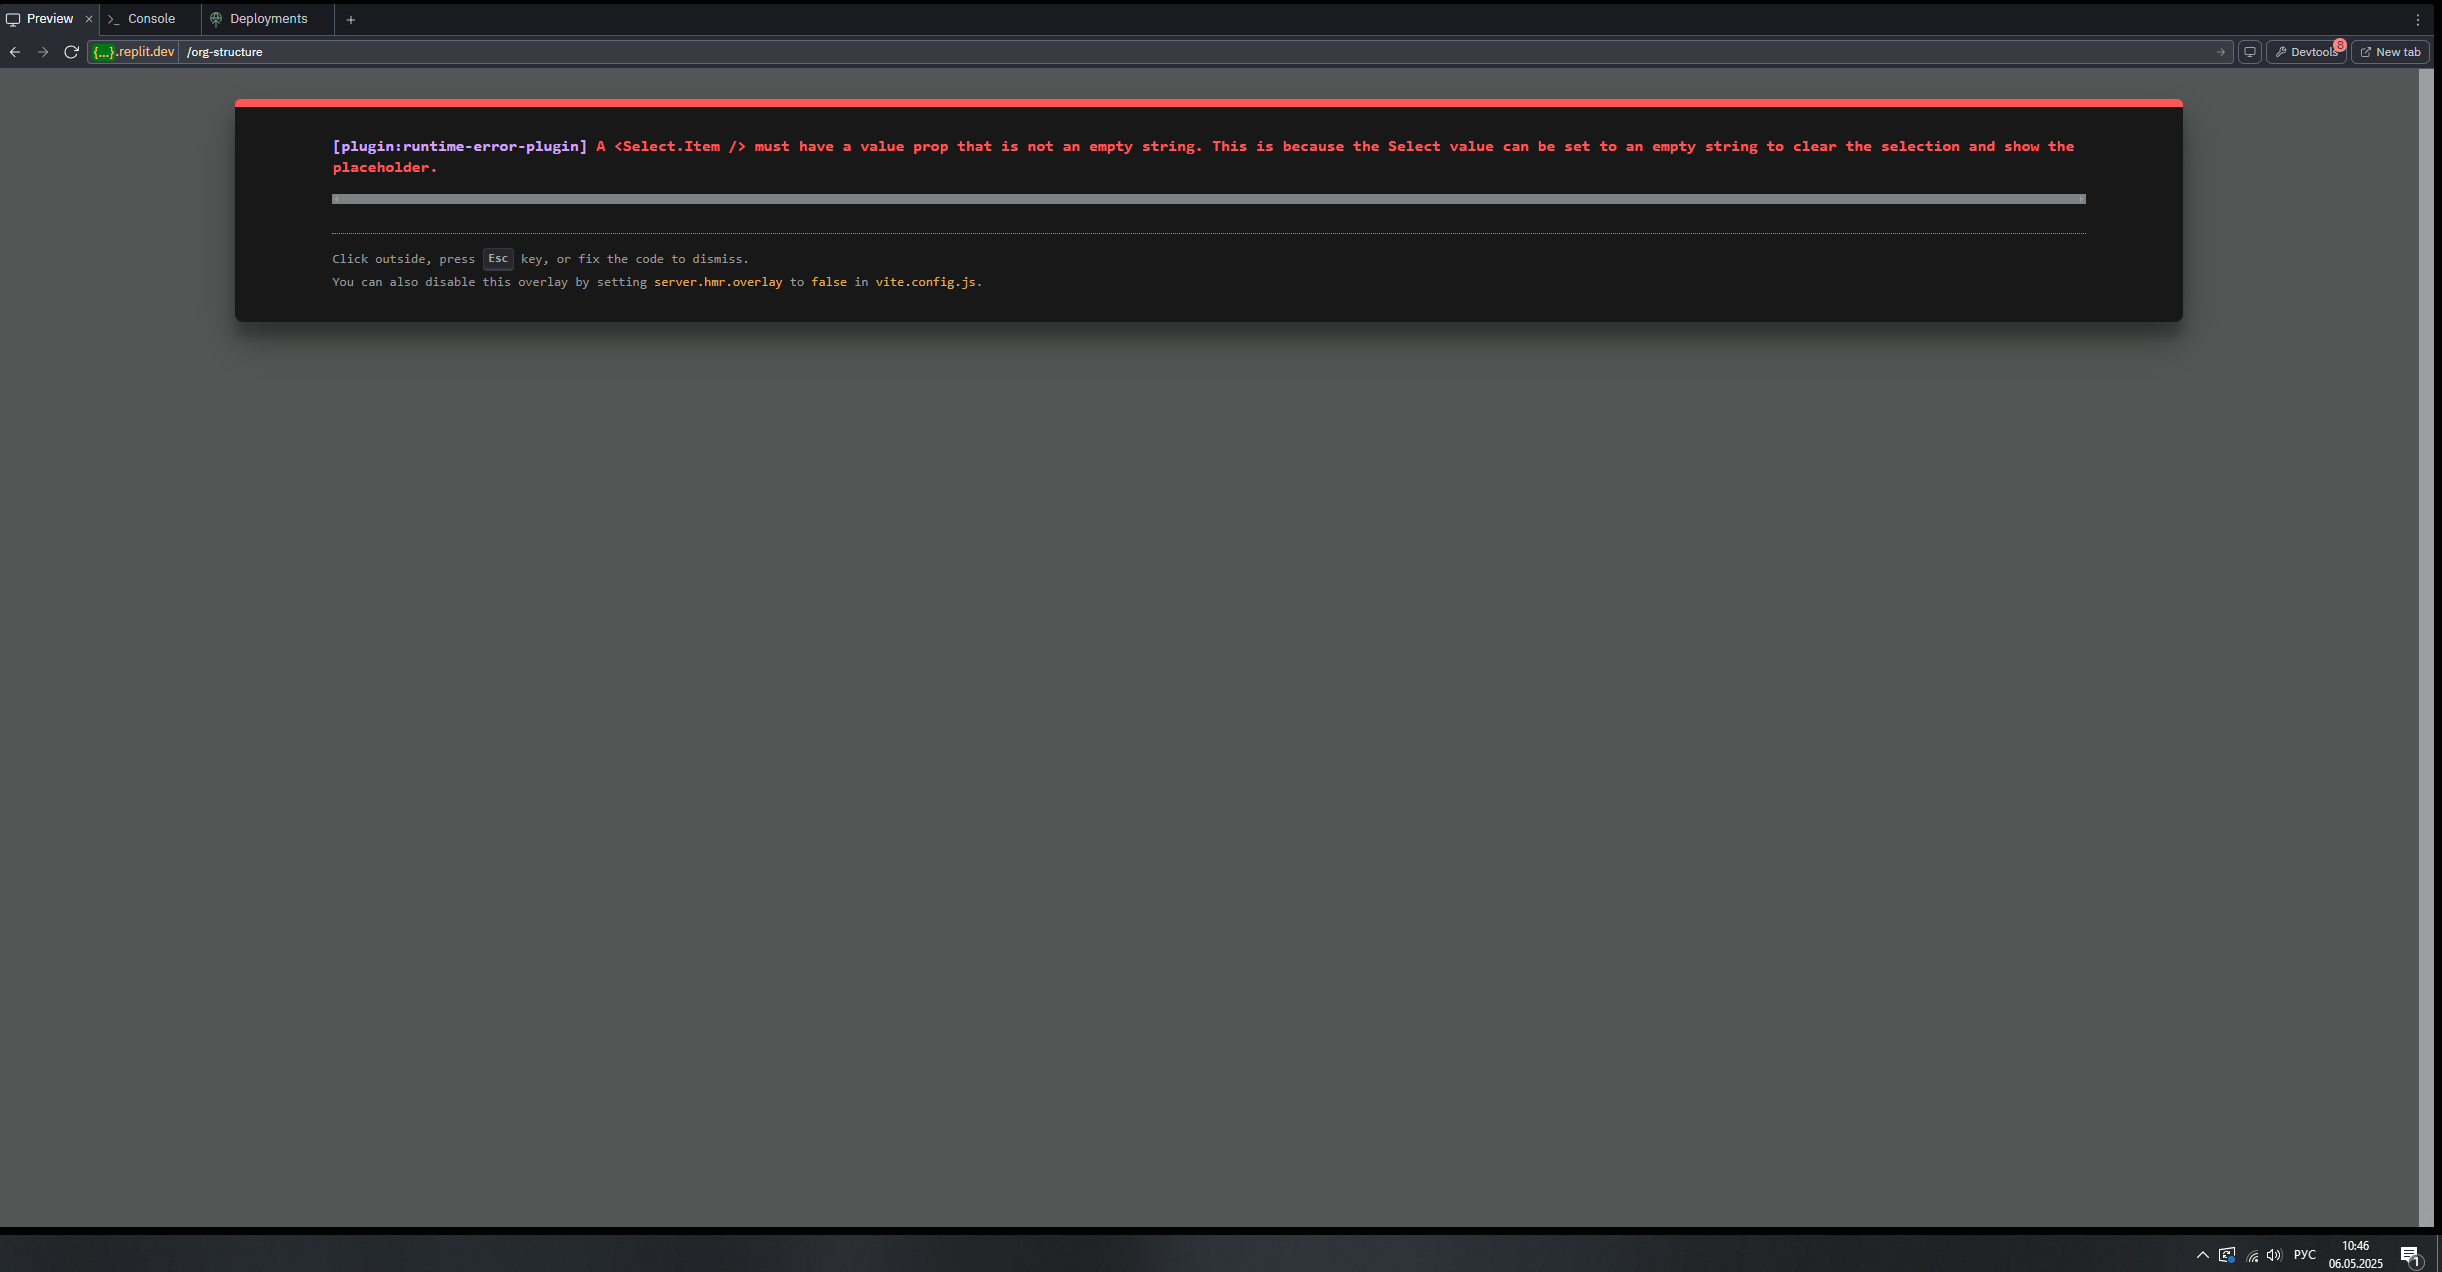 Preview
Console
Deployments
{...}.replit.dev /org-structure
Devtools 8
New tab
[plugin:runtime-error-plugin] A <Select.Item /> must have a value prop that is not an empty string. This is because the Select value can be set to an empty string to clear the selection and show the
placeholder.
Click outside, press Esc key, or fix the code to dismiss.
You can also disable this overlay by setting server.hmr.overlay to false in vite.config.js.
РУС
10:46
06.05.2025
1